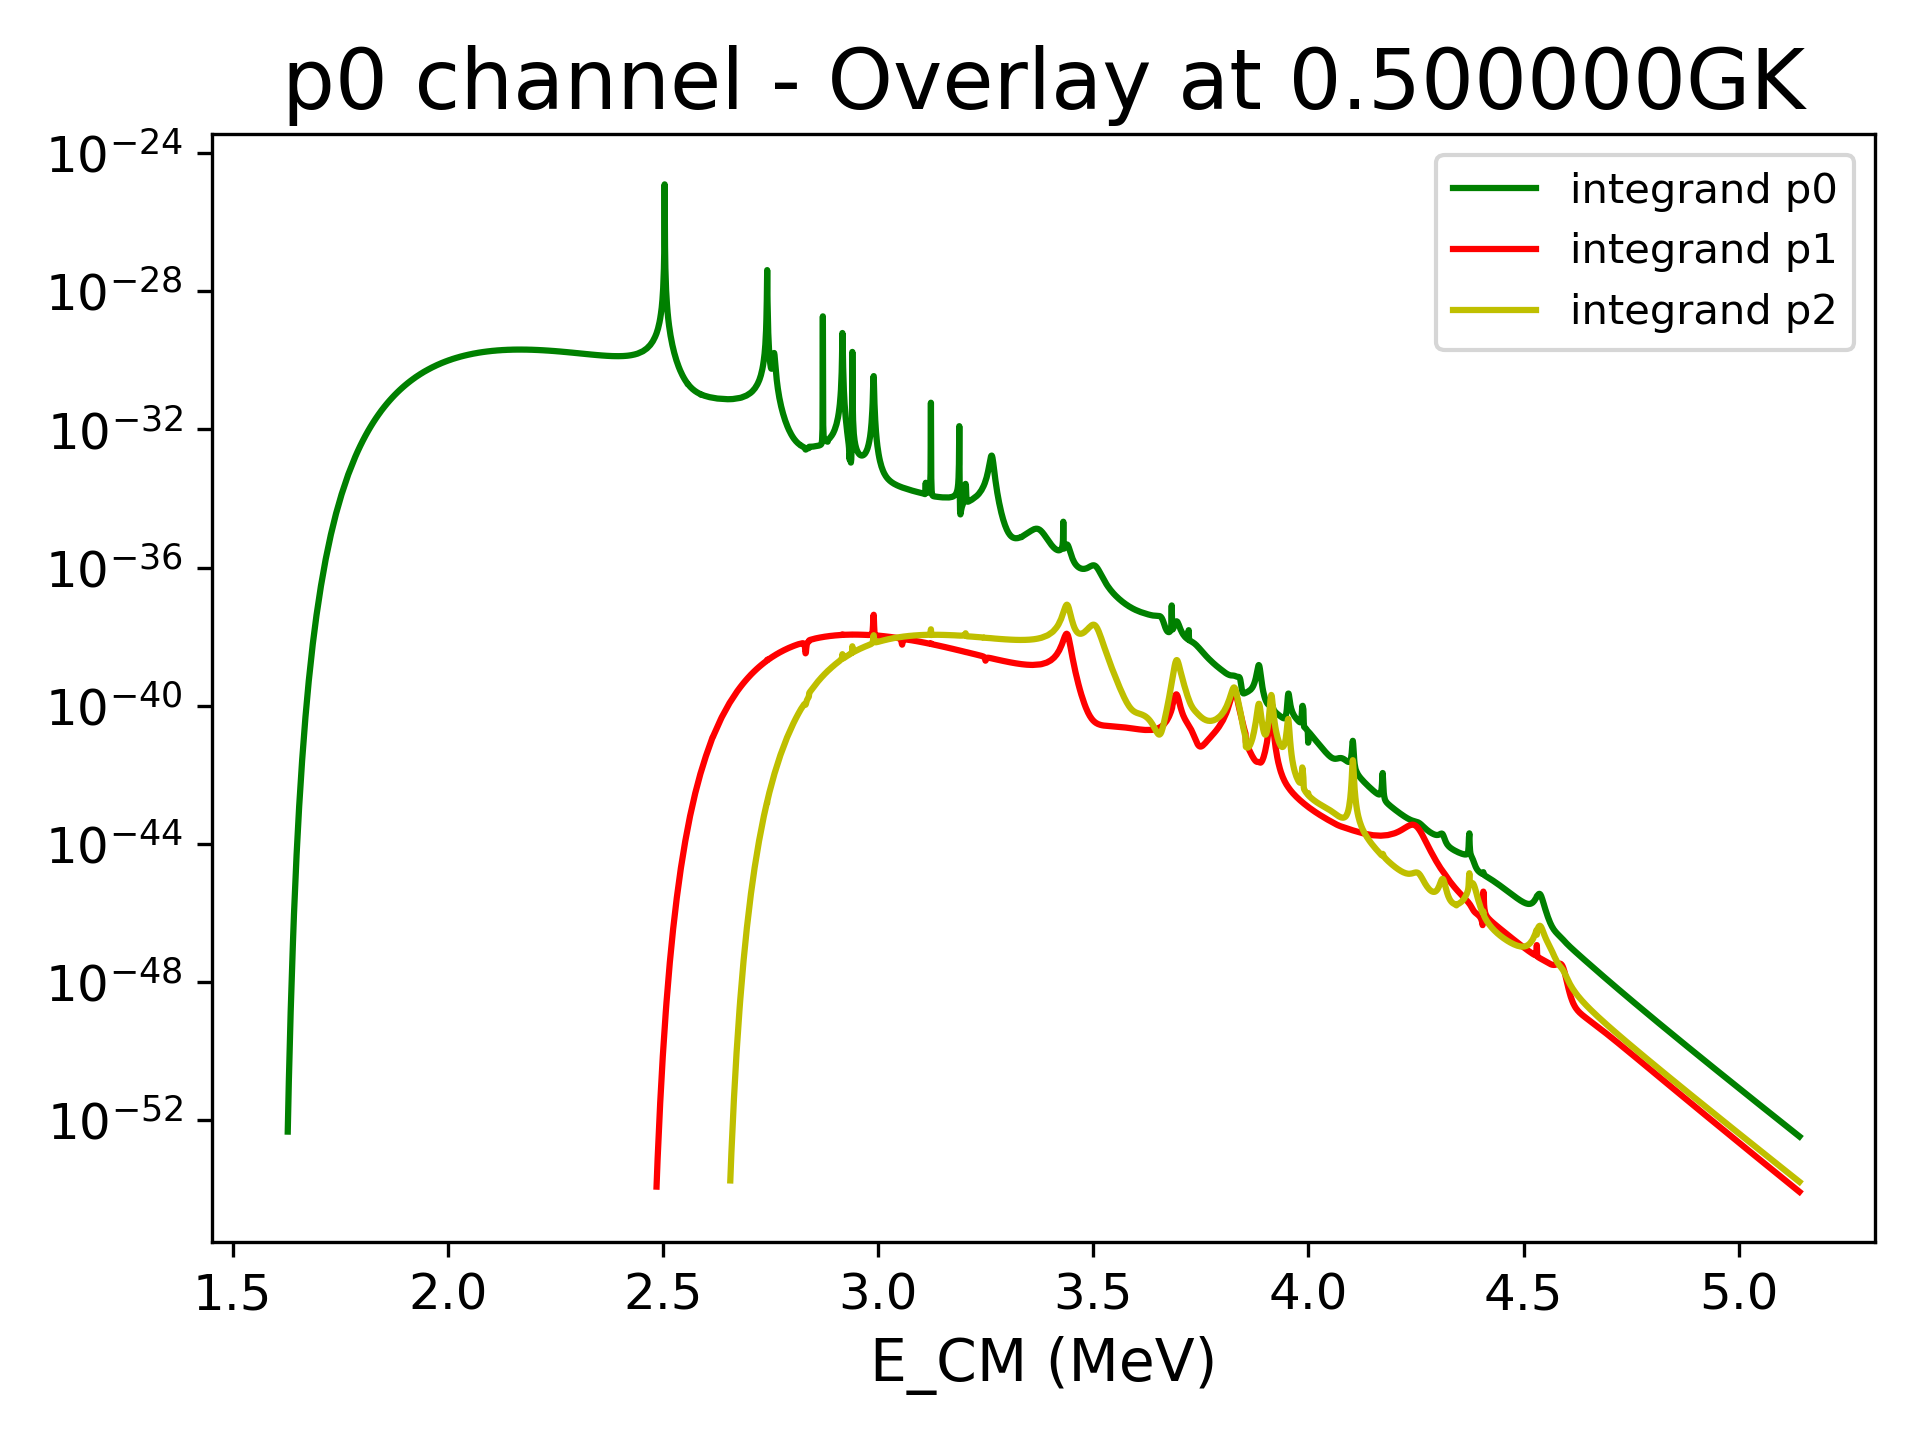 p0 channel - Overlay at 0.500000GK
10⁻²⁴
10⁻²⁸
10⁻³²
10⁻³⁶
10⁻⁴⁰
10⁻⁴⁴
10⁻⁴⁸
10⁻⁵²
integrand p0
integrand p1
integrand p2
1.5 2.0 2.5 3.0 3.5 4.0 4.5 5.0
E_CM (MeV)